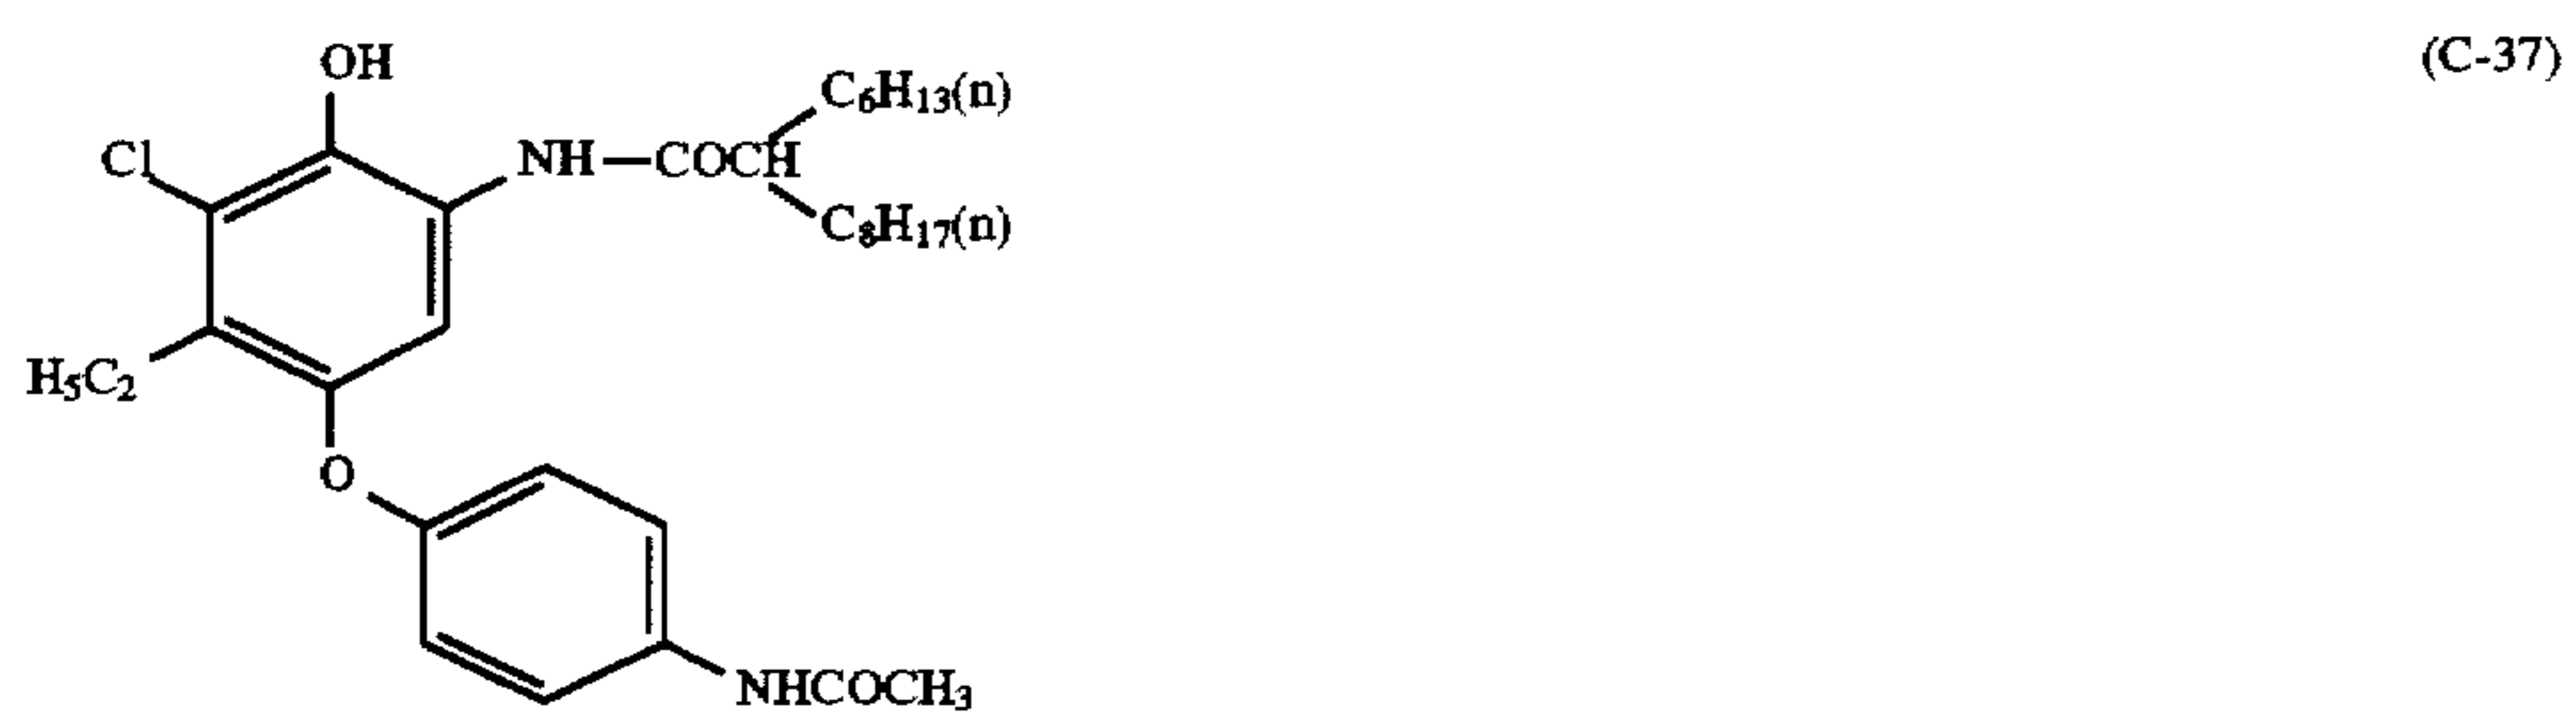 OH
(C-37)
C₆H₁₃(n)
Cl
NH—COCH
C₈H₁₇(n)
H₅C₂
O
NHCOCH₃